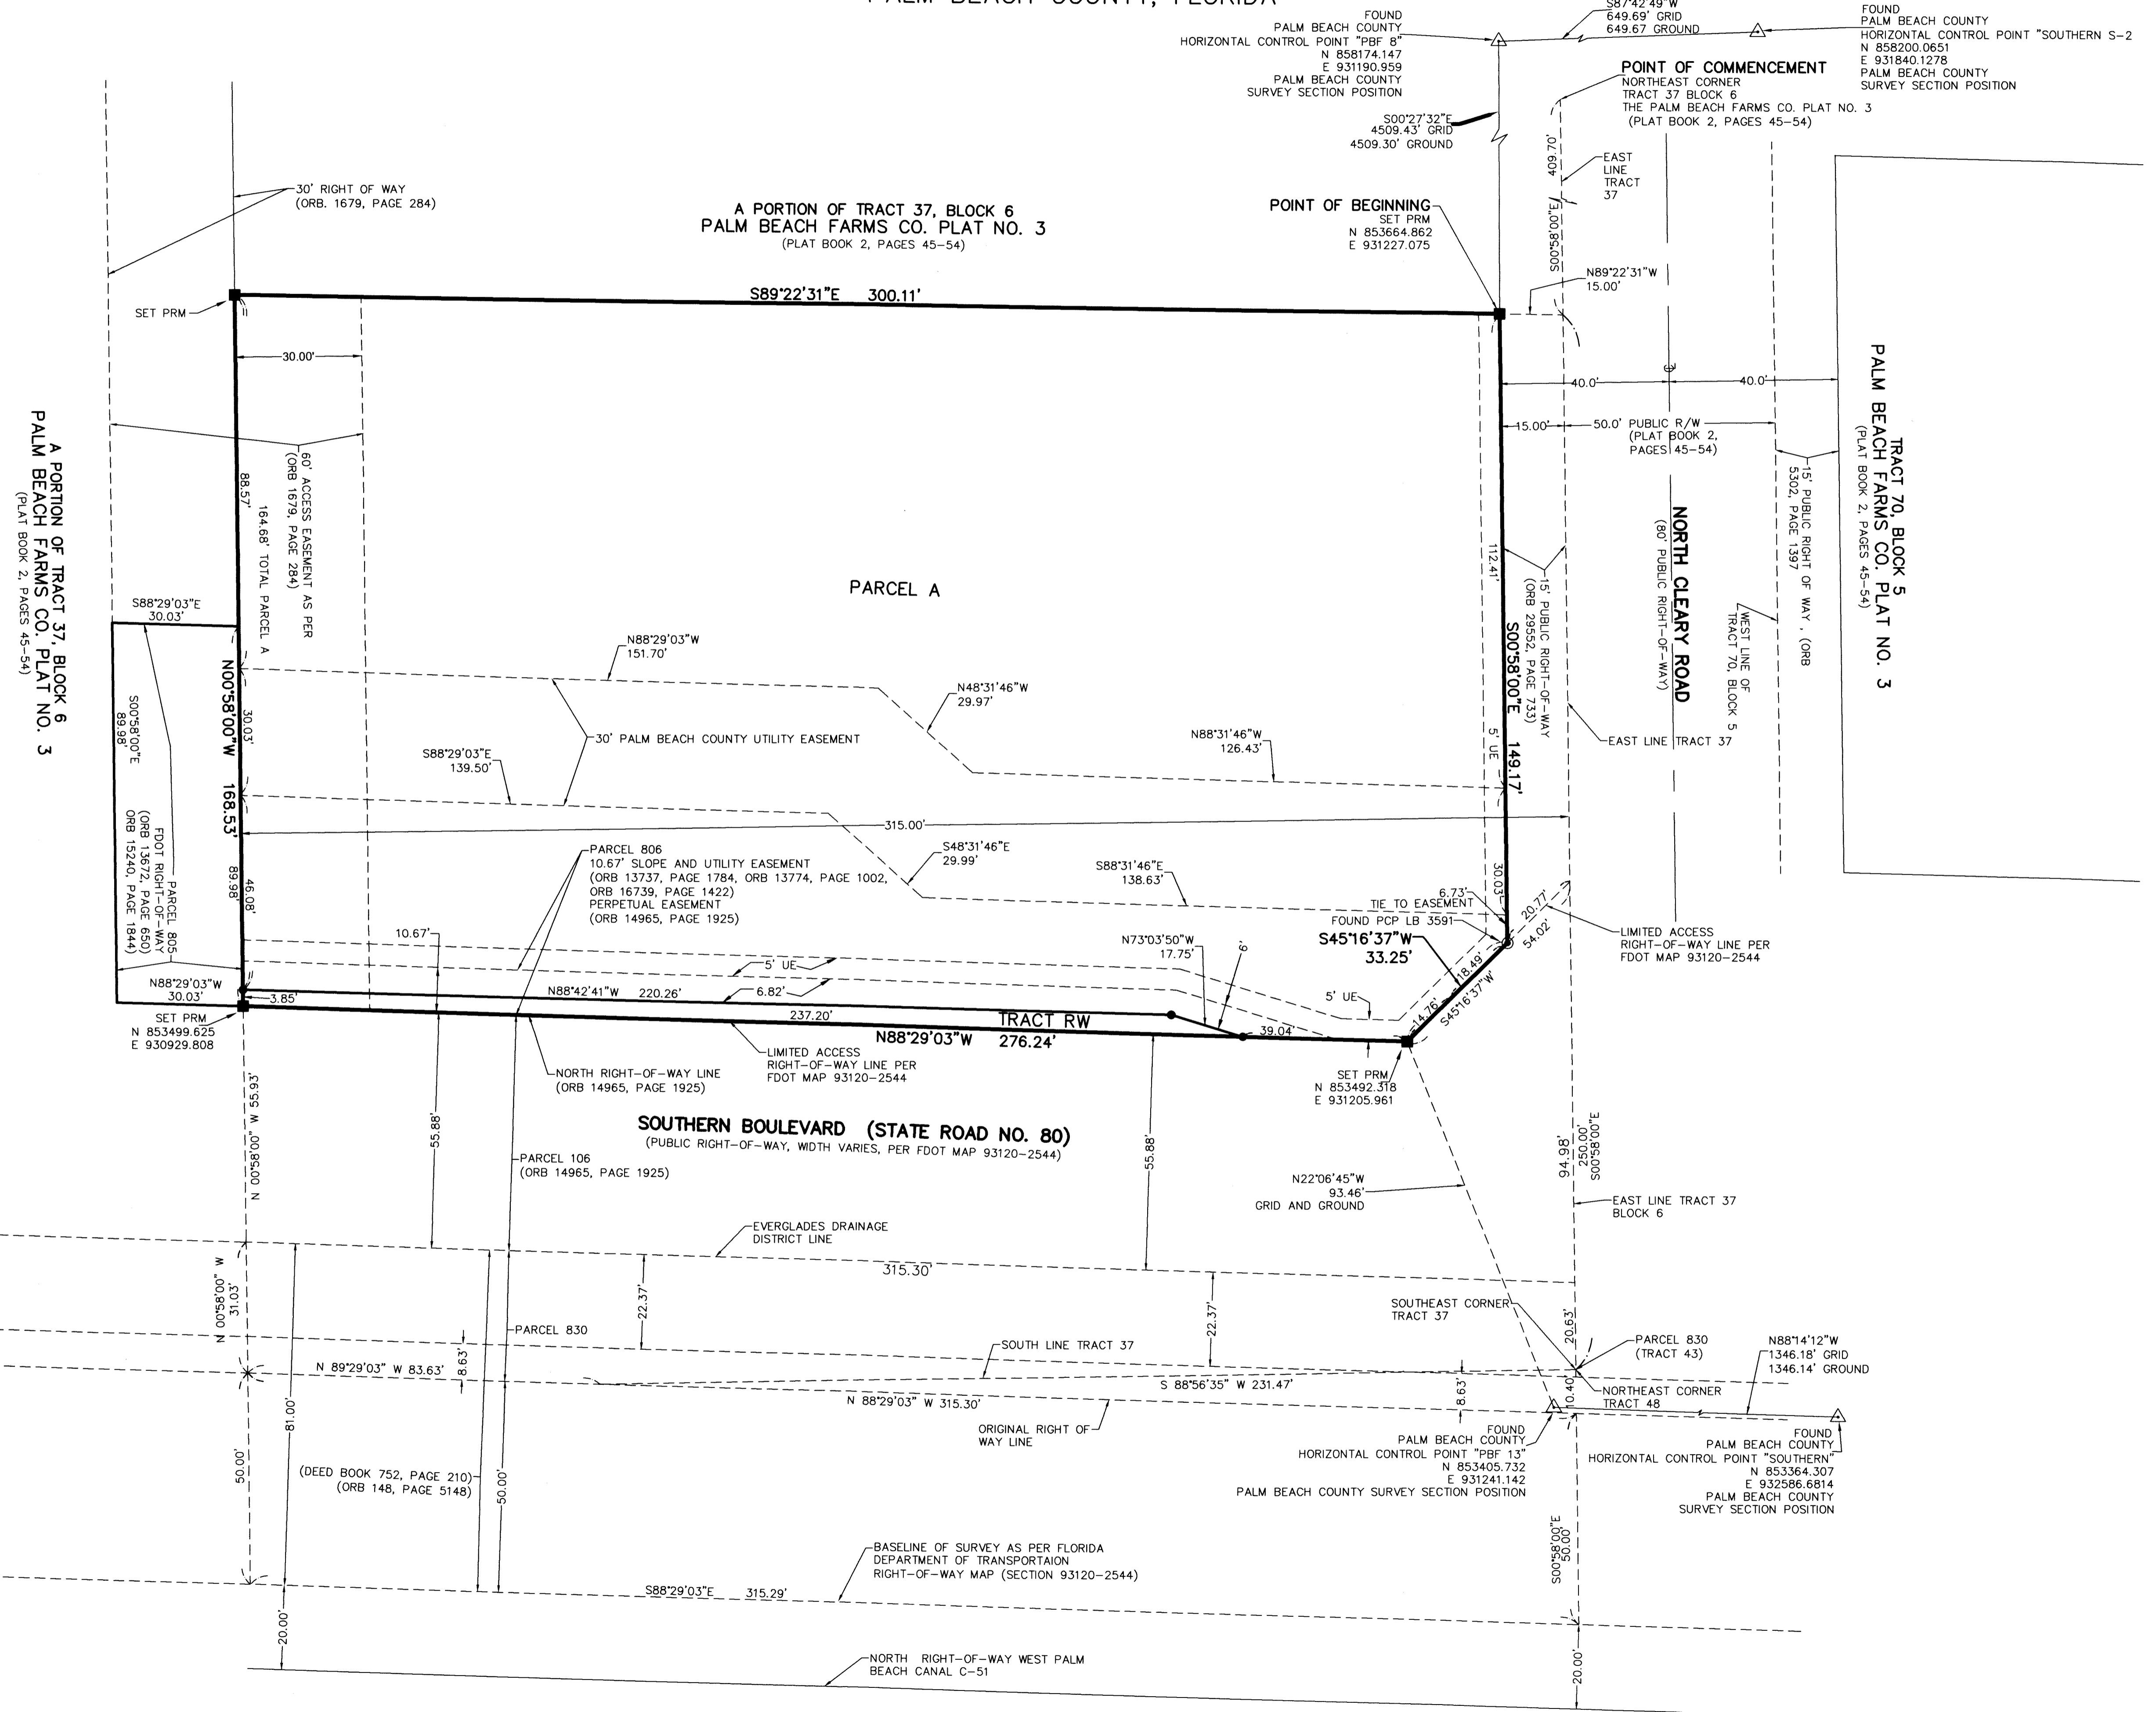 PALM BEACH COUNTY, FLORIDA
FOUND
PALM BEACH COUNTY
HORIZONTAL CONTROL POINT "PBF 8"
N 858174.147
E 931190.959
PALM BEACH COUNTY
SURVEY SECTION POSITION
S87°42'49"W
649.69' GRID
649.67 GROUND
FOUND
PALM BEACH COUNTY
HORIZONTAL CONTROL POINT "SOUTHERN S-2
N 858200.0651
E 931840.1278
PALM BEACH COUNTY
SURVEY SECTION POSITION
POINT OF COMMENCEMENT
NORTHEAST CORNER
TRACT 37 BLOCK 6
THE PALM BEACH FARMS CO. PLAT NO. 3
(PLAT BOOK 2, PAGES 45-54)
S00°27'32"E
4509.43' GRID
4509.30' GROUND
S00°58'00"E 409.70'
EAST
LINE
TRACT
37
30' RIGHT OF WAY
(ORB. 1679, PAGE 284)
A PORTION OF TRACT 37, BLOCK 6
PALM BEACH FARMS CO. PLAT NO. 3
(PLAT BOOK 2, PAGES 45-54)
POINT OF BEGINNING
SET PRM
N 853664.862
E 931227.075
N89°22'31"W
15.00'
SET PRM
S89°22'31"E 300.11'
30.00'
40.0'
40.0'
15.00'
50.0' PUBLIC R/W
(PLAT BOOK 2,
PAGES 45-54)
A PORTION OF TRACT 37, BLOCK 6
PALM BEACH FARMS CO. PLAT NO. 3
(PLAT BOOK 2, PAGES 45-54)
88.57'
164.68' TOTAL PARCEL A
60' ACCESS EASEMENT AS PER
(ORB 1679, PAGE 284)
PARCEL A
112.41'
S00°58'00"E 149.17'
5' UE
15' PUBLIC RIGHT-OF-WAY
(ORB 29552, PAGE 733)
NORTH CLEARY ROAD
(80' PUBLIC RIGHT-OF-WAY)
WEST LINE OF
TRACT 70, BLOCK 5
15' PUBLIC RIGHT OF WAY , (ORB
5302, PAGE 1397
TRACT 70, BLOCK 5
PALM BEACH FARMS CO. PLAT NO. 3
(PLAT BOOK 2, PAGES 45-54)
S88°29'03"E
30.03'
N88°29'03"W
151.70'
N48°31'46"W
29.97'
N88°31'46"W
126.43'
EAST LINE TRACT 37
30' PALM BEACH COUNTY UTILITY EASEMENT
S88°29'03"E
139.50'
S00°58'00"E
89.98'
N00°58'00"W 168.53'
30.03'
46.08'
89.98'
315.00'
PARCEL 805
FDOT RIGHT-OF-WAY
(ORB 13672, PAGE 650)
ORB 15240, PAGE 1844)
PARCEL 806
10.67' SLOPE AND UTILITY EASEMENT
(ORB 13737, PAGE 1784, ORB 13774, PAGE 1002,
ORB 16739, PAGE 1422)
PERPETUAL EASEMENT
(ORB 14965, PAGE 1925)
S48°31'46"E
29.99'
S88°31'46"E
138.63'
30.03'
6.73'
TIE TO EASEMENT
FOUND PCP LB 3591
20.77'
54.02'
LIMITED ACCESS
RIGHT-OF-WAY LINE PER
FDOT MAP 93120-2544
10.67'
S45°16'37"W
33.25'
N73°03'50"W
17.75'
6'
5' UE
5' UE
18.49'
14.76'
S45°16'37"W
N88°29'03"W
30.03'
3.85'
N88°42'41"W 220.26'
6.82'
SET PRM
N 853499.625
E 930929.808
237.20'
TRACT RW
39.04'
N88°29'03"W 276.24'
LIMITED ACCESS
RIGHT-OF-WAY LINE PER
FDOT MAP 93120-2544
NORTH RIGHT-OF-WAY LINE
(ORB 14965, PAGE 1925)
SET PRM
N 853492.318
E 931205.961
N 00°58'00" W 55.93'
55.88'
SOUTHERN BOULEVARD (STATE ROAD NO. 80)
(PUBLIC RIGHT-OF-WAY, WIDTH VARIES, PER FDOT MAP 93120-2544)
PARCEL 106
(ORB 14965, PAGE 1925)
55.88'
N22°06'45"W
93.46'
GRID AND GROUND
94.98'
250.00'
S00°58'00"E
EAST LINE TRACT 37
BLOCK 6
EVERGLADES DRAINAGE
DISTRICT LINE
315.30'
N 00°58'00" W
31.03'
22.37'
22.37'
SOUTHEAST CORNER
TRACT 37
20.63'
PARCEL 830
(TRACT 43)
N88°14'12"W
1346.18' GRID
1346.14' GROUND
PARCEL 830
SOUTH LINE TRACT 37
8.63'
N 89°29'03" W 83.63'
S 88°56'35" W 231.47'
8.63'
10.40'
NORTHEAST CORNER
TRACT 48
N 88°29'03" W 315.30'
81.00'
ORIGINAL RIGHT OF
WAY LINE
FOUND
PALM BEACH COUNTY
HORIZONTAL CONTROL POINT "PBF 13"
N 853405.732
E 931241.142
PALM BEACH COUNTY SURVEY SECTION POSITION
FOUND
PALM BEACH COUNTY
HORIZONTAL CONTROL POINT "SOUTHERN"
N 853364.307
E 932586.6814
PALM BEACH COUNTY
SURVEY SECTION POSITION
50.00'
(DEED BOOK 752, PAGE 210)
(ORB 148, PAGE 5148)
50.00'
S00°58'00"E
50.00'
BASELINE OF SURVEY AS PER FLORIDA
DEPARTMENT OF TRANSPORTAION
RIGHT-OF-WAY MAP (SECTION 93120-2544)
S88°29'03"E 315.29'
20.00'
NORTH RIGHT-OF-WAY WEST PALM
BEACH CANAL C-51
20.00'